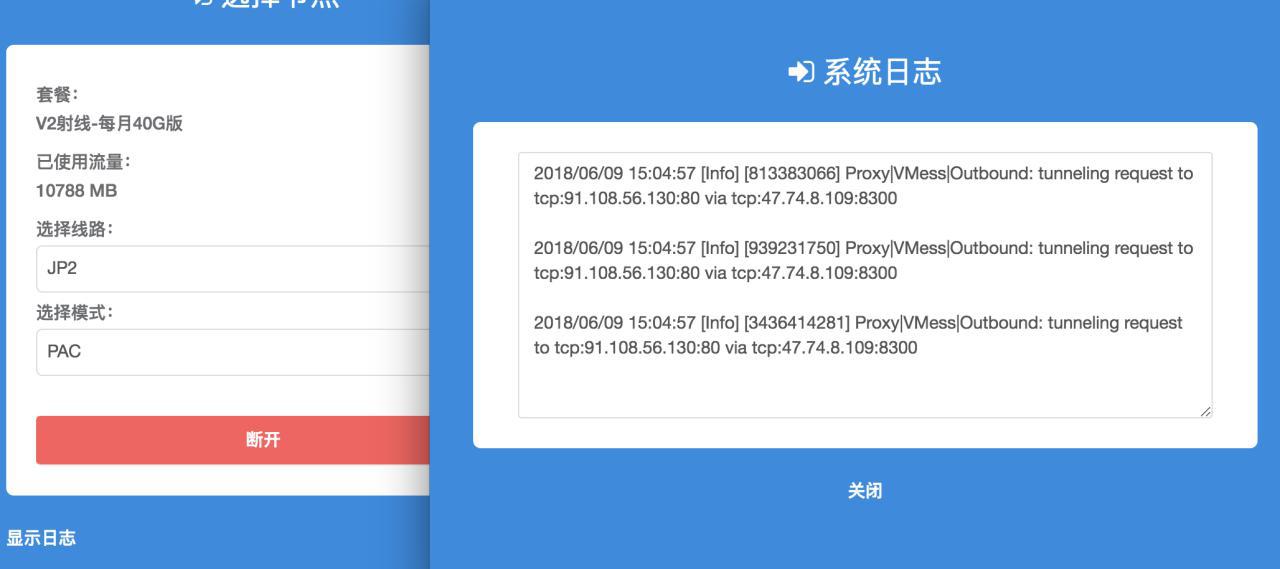 选择节点
套餐：
V2射线-每月40G版
已使用流量：
10788 MB
选择线路：
JP2
选择模式：
PAC
断开
显示日志
系统日志
2018/06/09 15:04:57 [Info] [813383066] Proxy|VMess|Outbound: tunneling request to
tcp:91.108.56.130:80 via tcp:47.74.8.109:8300
2018/06/09 15:04:57 [Info] [939231750] Proxy|VMess|Outbound: tunneling request to
tcp:91.108.56.130:80 via tcp:47.74.8.109:8300
2018/06/09 15:04:57 [Info] [3436414281] Proxy|VMess|Outbound: tunneling request
to tcp:91.108.56.130:80 via tcp:47.74.8.109:8300
关闭